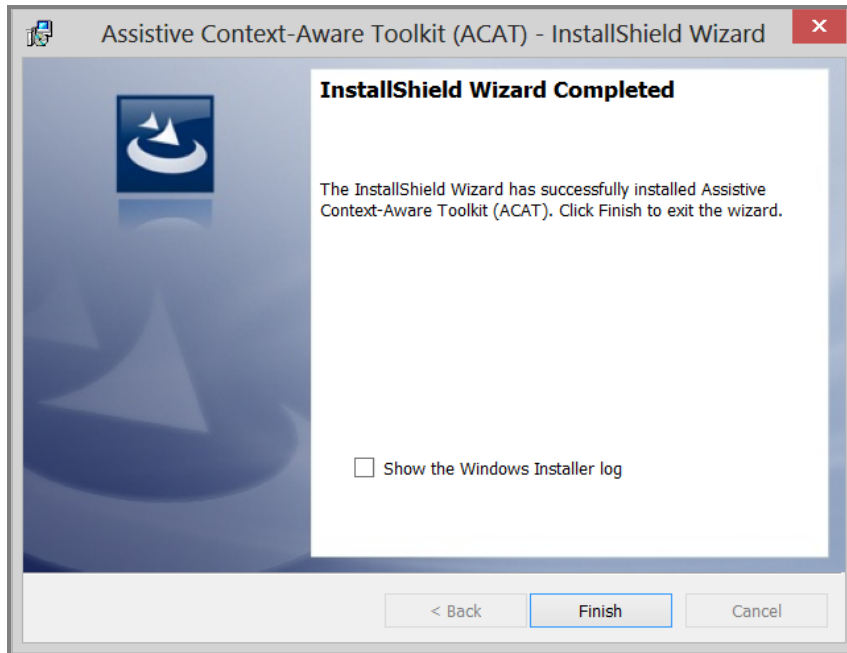 Assistive Context-Aware Toolkit (ACAT) - InstallShield Wizard
InstallShield Wizard Completed
The InstallShield Wizard has successfully installed Assistive
Context-Aware Toolkit (ACAT). Click Finish to exit the wizard.
Show the Windows Installer log
< Back Finish Cancel